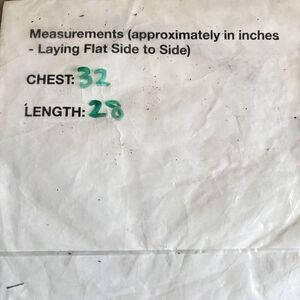 Measurements (approximately in inches
- Laying Flat Side to Side)
CHEST: 32
LENGTH: 28